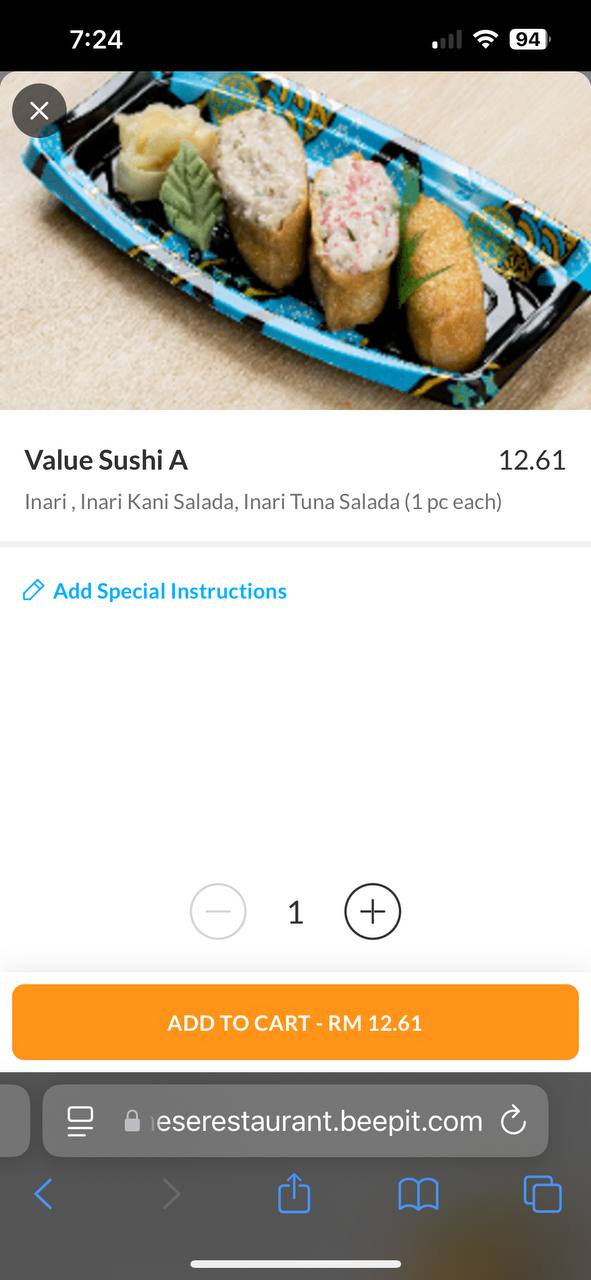 7:24
94
Value Sushi A 12.61
Inari , Inari Kani Salada, Inari Tuna Salada (1 pc each)
Add Special Instructions
1
ADD TO CART - RM 12.61
eserestaurant.beepit.com